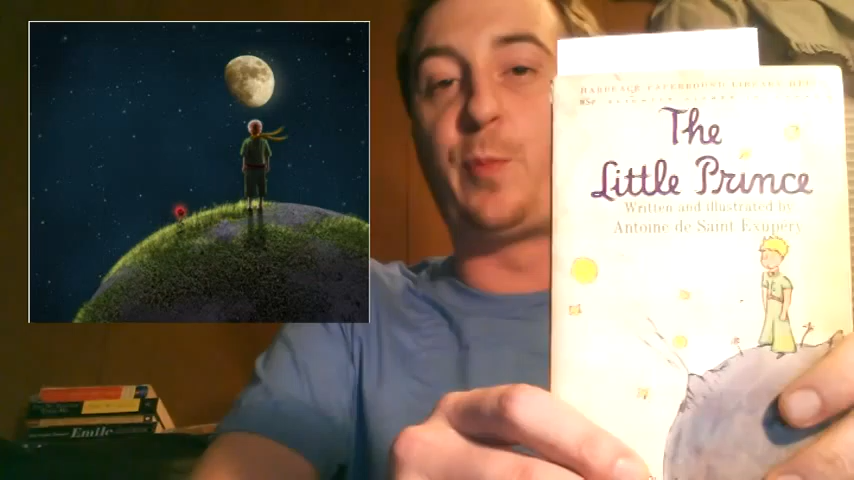 The
Little Prince
Written and illustrated by
Antoine de Saint-Exupéry
Emile